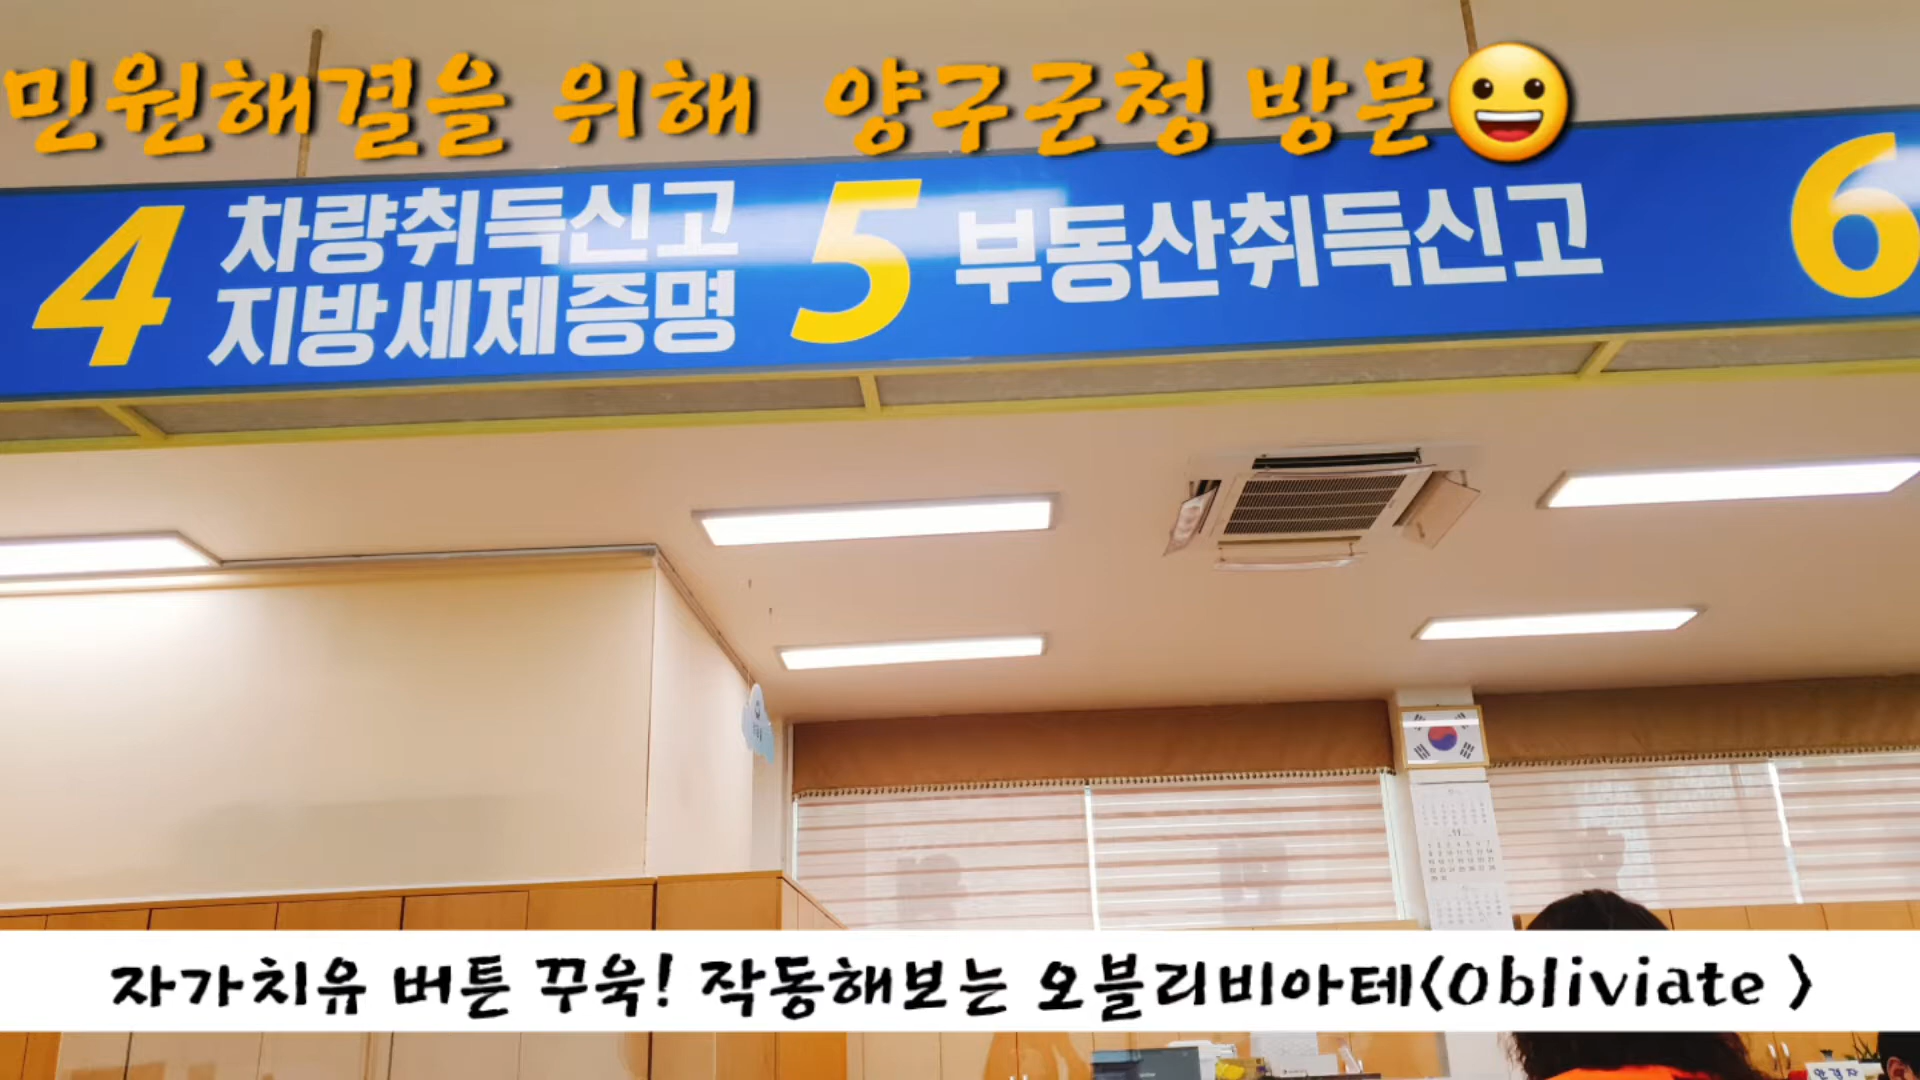 민원해결을 위해 양구군청 방문😀
4
차량취득신고
지방세제증명
5
부동산취득신고
6
자가치유 버튼 꾸욱! 작동해보는 오블리비아테<Obliviate >